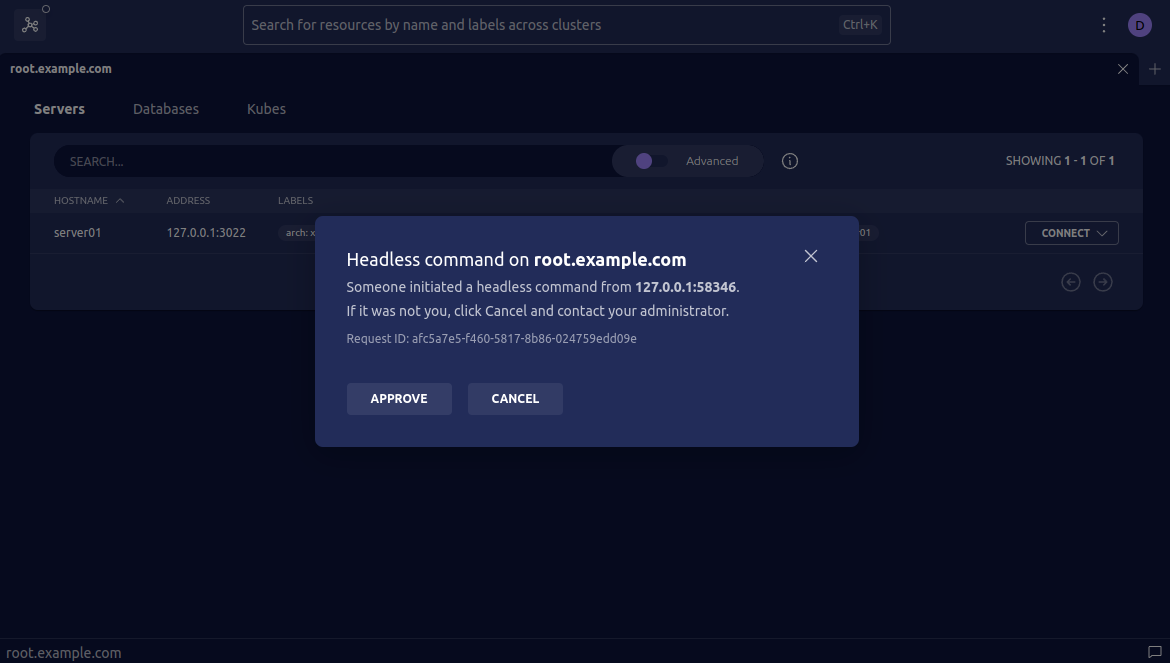 Search for resources by name and labels across clusters Ctrl+K D
root.example.com
Servers Databases Kubes
SEARCH... Advanced SHOWING 1 - 1 OF 1
HOSTNAME ADDRESS LABELS
server01 127.0.0.1:3022 arch: x 01 CONNECT
Headless command on root.example.com
Someone initiated a headless command from 127.0.0.1:58346.
If it was not you, click Cancel and contact your administrator.
Request ID: afc5a7e5-f460-5817-8b86-024759edd09e
APPROVE CANCEL
root.example.com